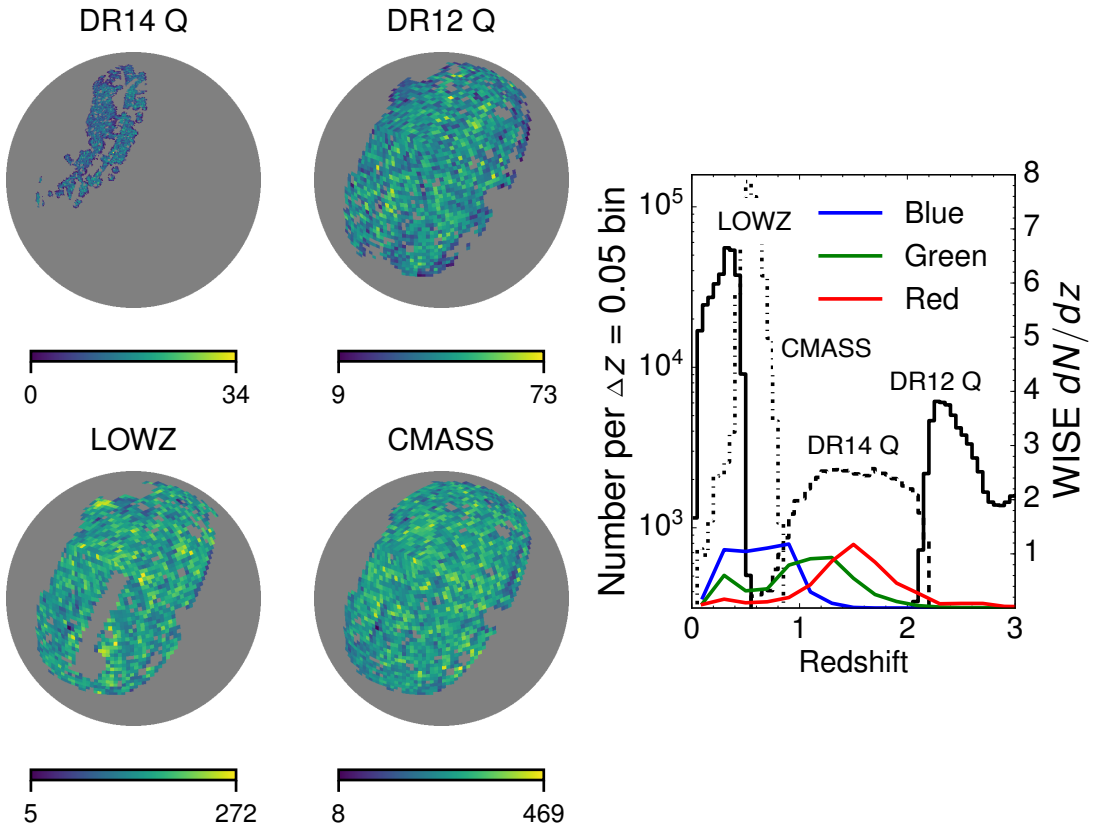 DR14 Q
DR12 Q
0 34
9 73
LOWZ
CMASS
5 272
8 469
Number per Δz = 0.05 bin
10^5
10^4
10^3
LOWZ
CMASS
DR14 Q
DR12 Q
Blue
Green
Red
8
7
6
5
4
3
2
1
WISE dN/dz
0 1 2 3
Redshift